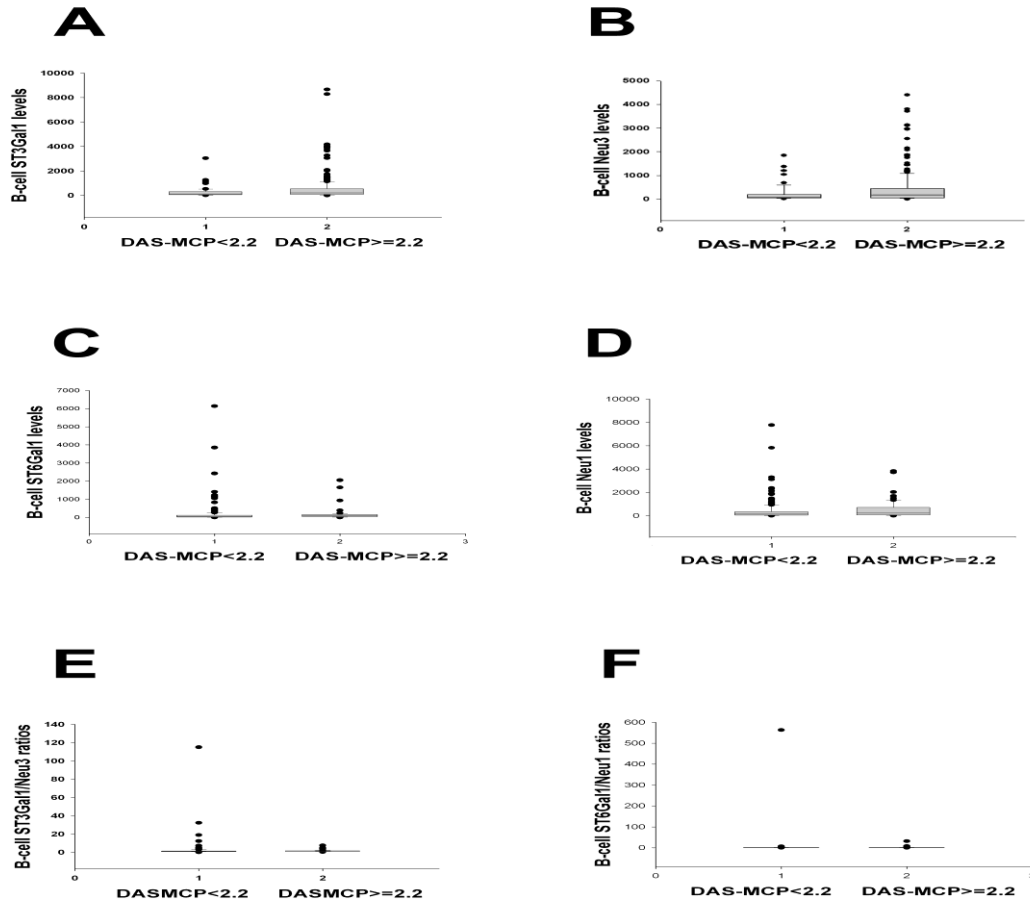 A
B-cell ST3Gal1 levels
10000
8000
6000
4000
2000
0
0 1 2
DAS-MCP<2.2 DAS-MCP>=2.2
B
B-cell Neu3 levels
5000
4000
3000
2000
1000
0
0 1 2
DAS-MCP<2.2 DAS-MCP>=2.2
C
B-cell ST6Gal1 levels
7000
6000
5000
4000
3000
2000
1000
0
0 1 2 3
DAS-MCP<2.2 DAS-MCP>=2.2
D
B-cell Neu1 levels
10000
8000
6000
4000
2000
0
0 1 2
DAS-MCP<2.2 DAS-MCP>=2.2
E
B-cell ST3Gal1/Neu3 ratios
140
120
100
80
60
40
20
0
0 1 2
DASMCP<2.2 DASMCP>=2.2
F
B-cell ST6Gal1/Neu1 ratios
600
500
400
300
200
100
0
0 1 2 3
DAS-MCP<2.2 DAS-MCP>=2.2